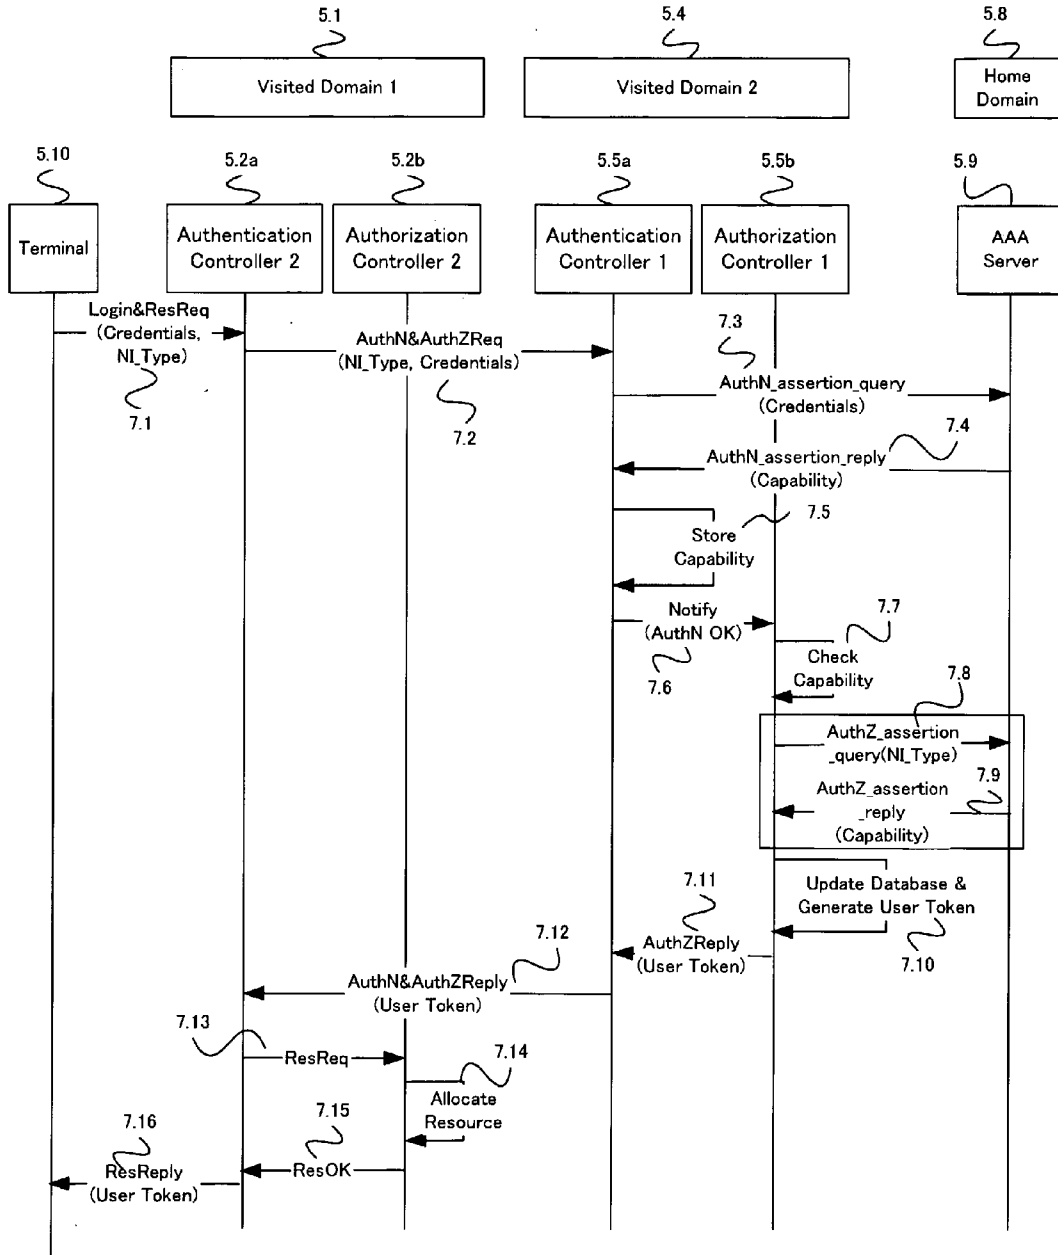 5.1
5.4
5.8
Visited Domain 1
Visited Domain 2
Home
Domain
5.10
5.2a
5.2b
5.5a
5.5b
5.9
Terminal
Authentication
Controller 2
Authorization
Controller 2
Authentication
Controller 1
Authorization
Controller 1
AAA
Server
Login&ResReq
(Credentials,
NI_Type)
7.1
AuthN&AuthZReq
(NI_Type, Credentials)
7.2
7.3
AuthN_assertion_query
(Credentials)
7.4
AuthN_assertion_reply
(Capability)
7.5
Store
Capability
Notify
(AuthN OK)
7.6
7.7
Check
Capability
7.8
AuthZ_assertion
_query(NI_Type)
7.9
AuthZ_assertion
_reply
(Capability)
Update Database &
Generate User Token
7.10
7.11
AuthZReply
(User Token)
7.12
AuthN&AuthZReply
(User Token)
7.13
ResReq
7.14
Allocate
Resource
7.15
ResOK
7.16
ResReply
(User Token)